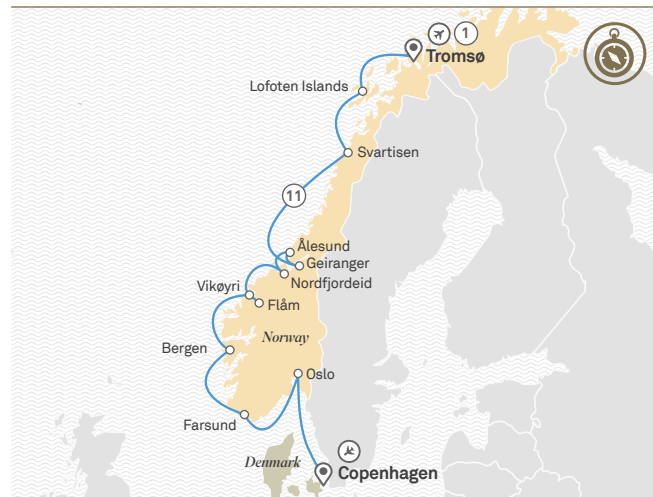 1
Tromsø
Lofoten Islands
Svartisen
11
Ålesund
Geiranger
Nordfjordeid
Vikøyri
Flåm
Norway
Bergen
Oslo
Farsund
Denmark
Copenhagen